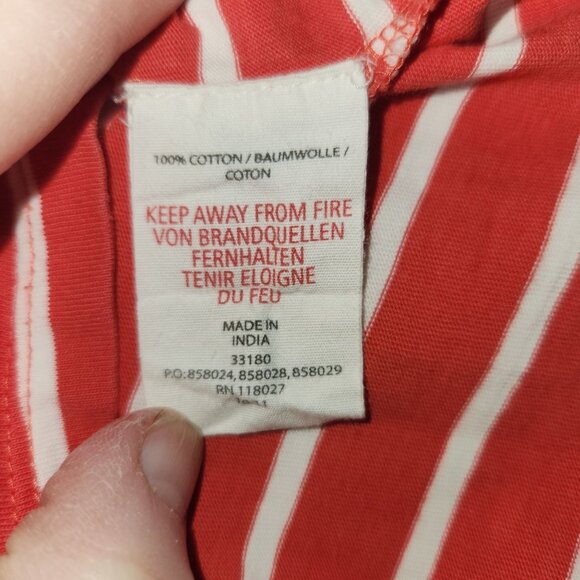 100% COTTON / BAUMWOLLE /
COTON
KEEP AWAY FROM FIRE
VON BRANDQUELLEN
FERNHALTEN
TENIR ELOIGNE
DU FEU
MADE IN
INDIA
33180
P.O:858024, 858028, 858029
RN 118027